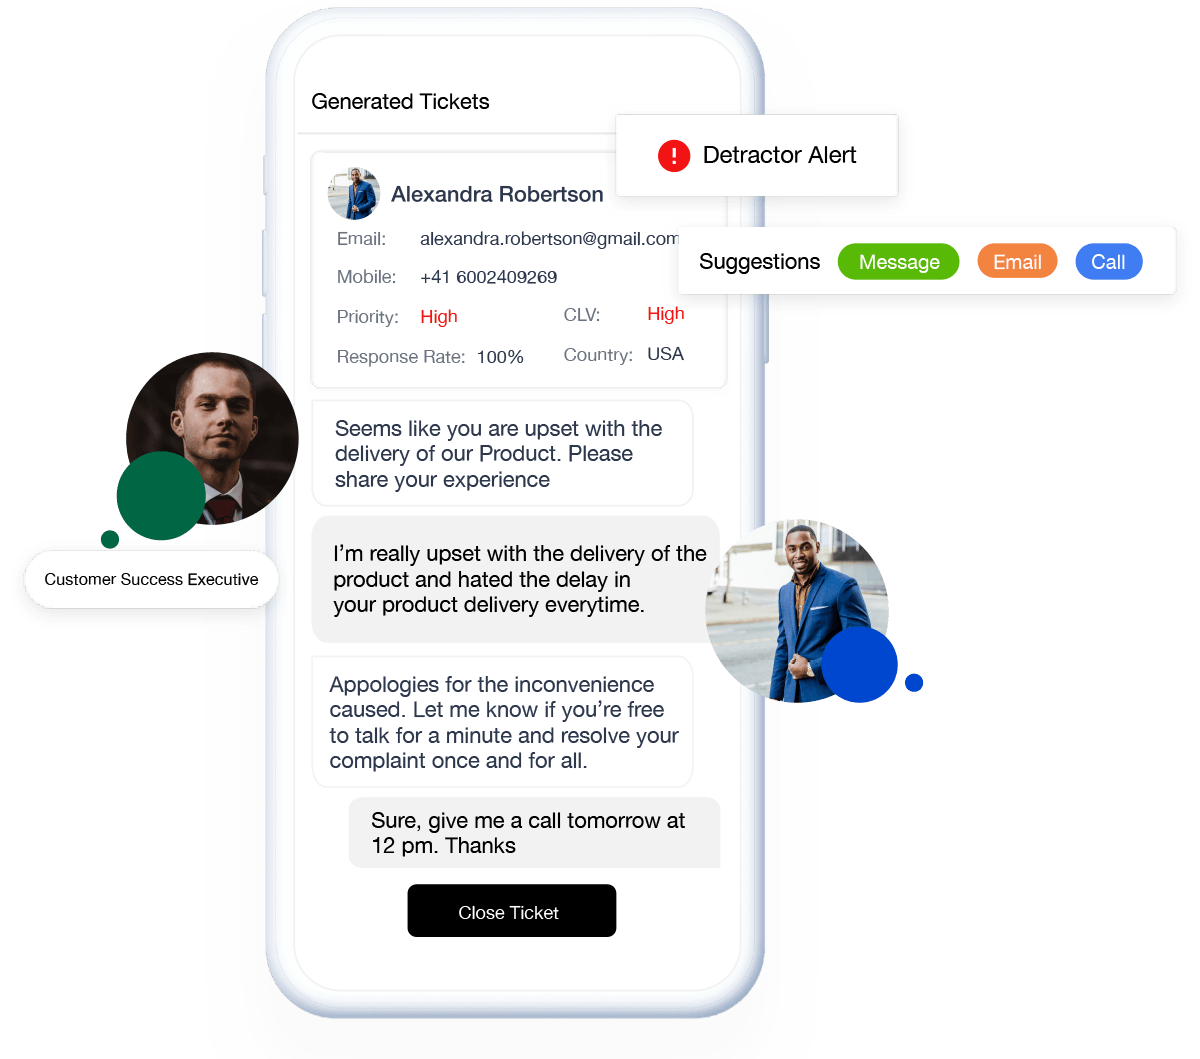 Generated Tickets
Detractor Alert
Alexandra Robertson
Email: alexandra.robertson@gmail.com
Suggestions Message Email Call
Mobile: +41 6002409269
Priority: High CLV: High
Response Rate: 100% Country: USA
Seems like you are upset with the
delivery of our Product. Please
share your experience
I’m really upset with the delivery of the
product and hated the delay in
your product delivery everytime.
Customer Success Executive
Appologies for the inconvenience
caused. Let me know if you’re free
to talk for a minute and resolve your
complaint once and for all.
Sure, give me a call tomorrow at
12 pm. Thanks
Close Ticket